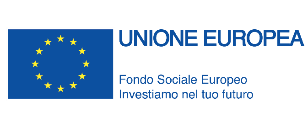 UNIONE EUROPEA
Fondo Sociale Europeo
Investiamo nel tuo futuro